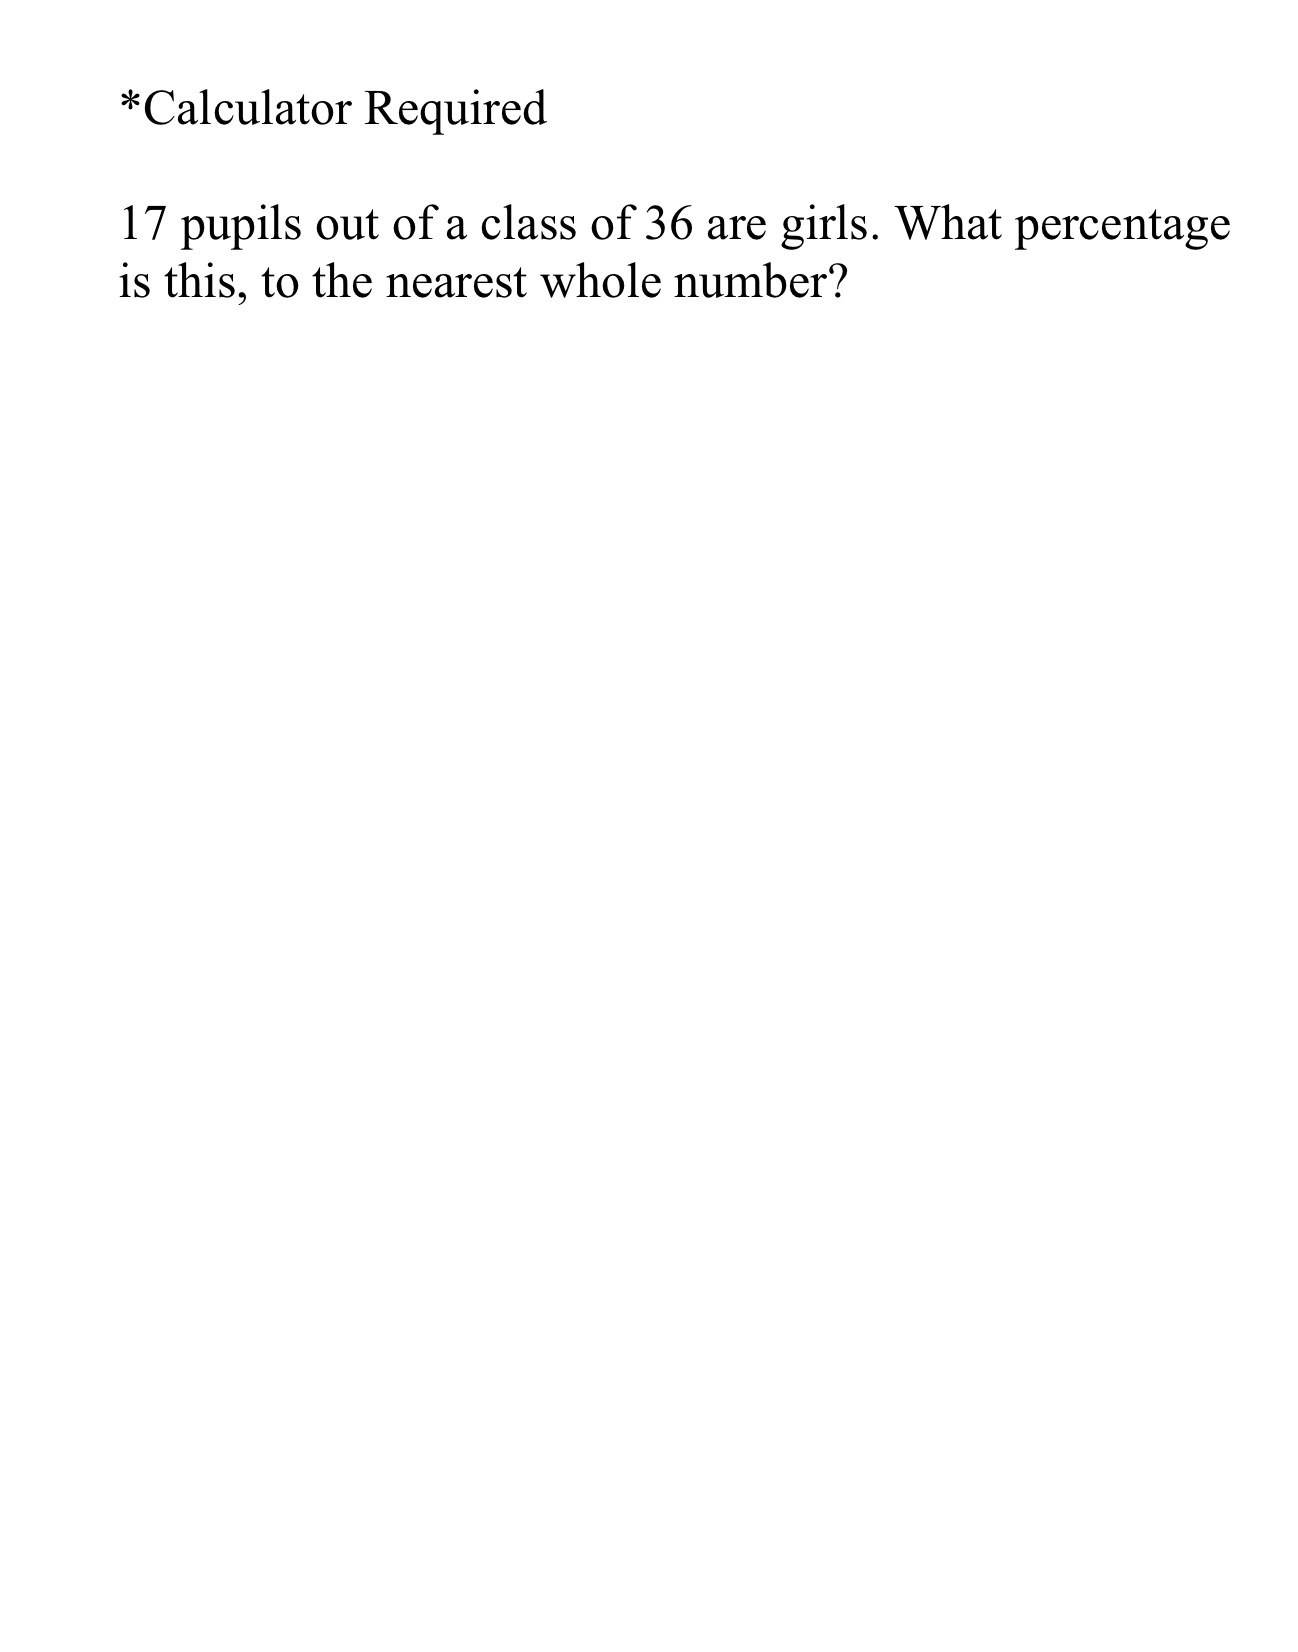 *Calculator Required
17 pupils out of a class of 36 are girls. What percentage
is this, to the nearest whole number?